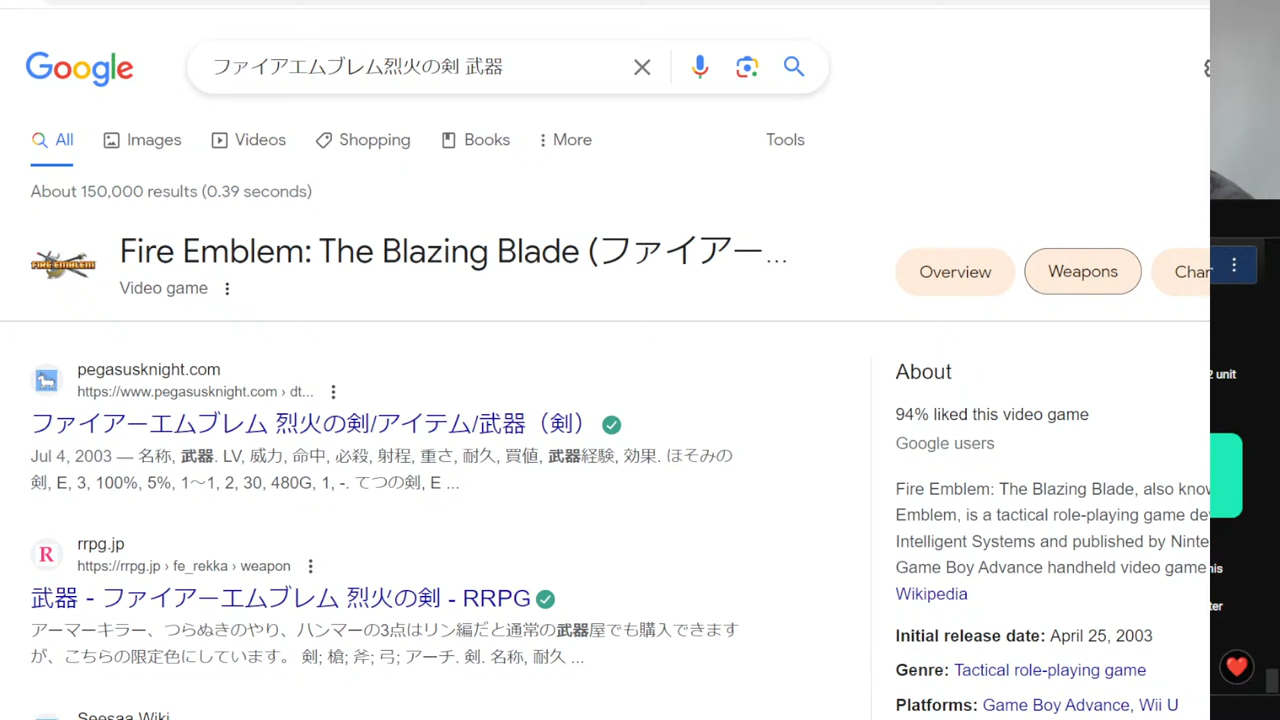 Google
ファイアエムブレム烈火の剣 武器
All
Images
Videos
Shopping
Books
More
Tools
About 150,000 results (0.39 seconds)
FIRE EMBLEM
Fire Emblem: The Blazing Blade (ファイアー...
Video game
Overview
Weapons
Char
pegasusknight.com
https://www.pegasusknight.com › dt...
ファイアーエムブレム 烈火の剣/アイテム/武器（剣）
Jul 4, 2003 — 名称, 武器. LV, 威力, 命中, 必殺, 射程, 重さ, 耐久, 買値, 武器経験, 効果. ほそみの
剣, E, 3, 100%, 5%, 1〜1, 2, 30, 480G, 1, -. てつの剣, E ...
R
rrpg.jp
https://rrpg.jp › fe_rekka › weapon
武器 - ファイアーエムブレム 烈火の剣 - RRPG
アーマーキラー、つらぬきのやり、ハンマーの3点はリン編だと通常の武器屋でも購入できます
が、こちらの限定色にしています。 剣; 槍; 斧; 弓; アーチ. 剣. 名称, 耐久 ...
Seesaa Wiki
About
94% liked this video game
Google users
Fire Emblem: The Blazing Blade, also know
Emblem, is a tactical role-playing game de
Intelligent Systems and published by Ninte
Game Boy Advance handheld video game
Wikipedia
Initial release date: April 25, 2003
Genre: Tactical role-playing game
Platforms: Game Boy Advance, Wii U
2 unit
his
ter